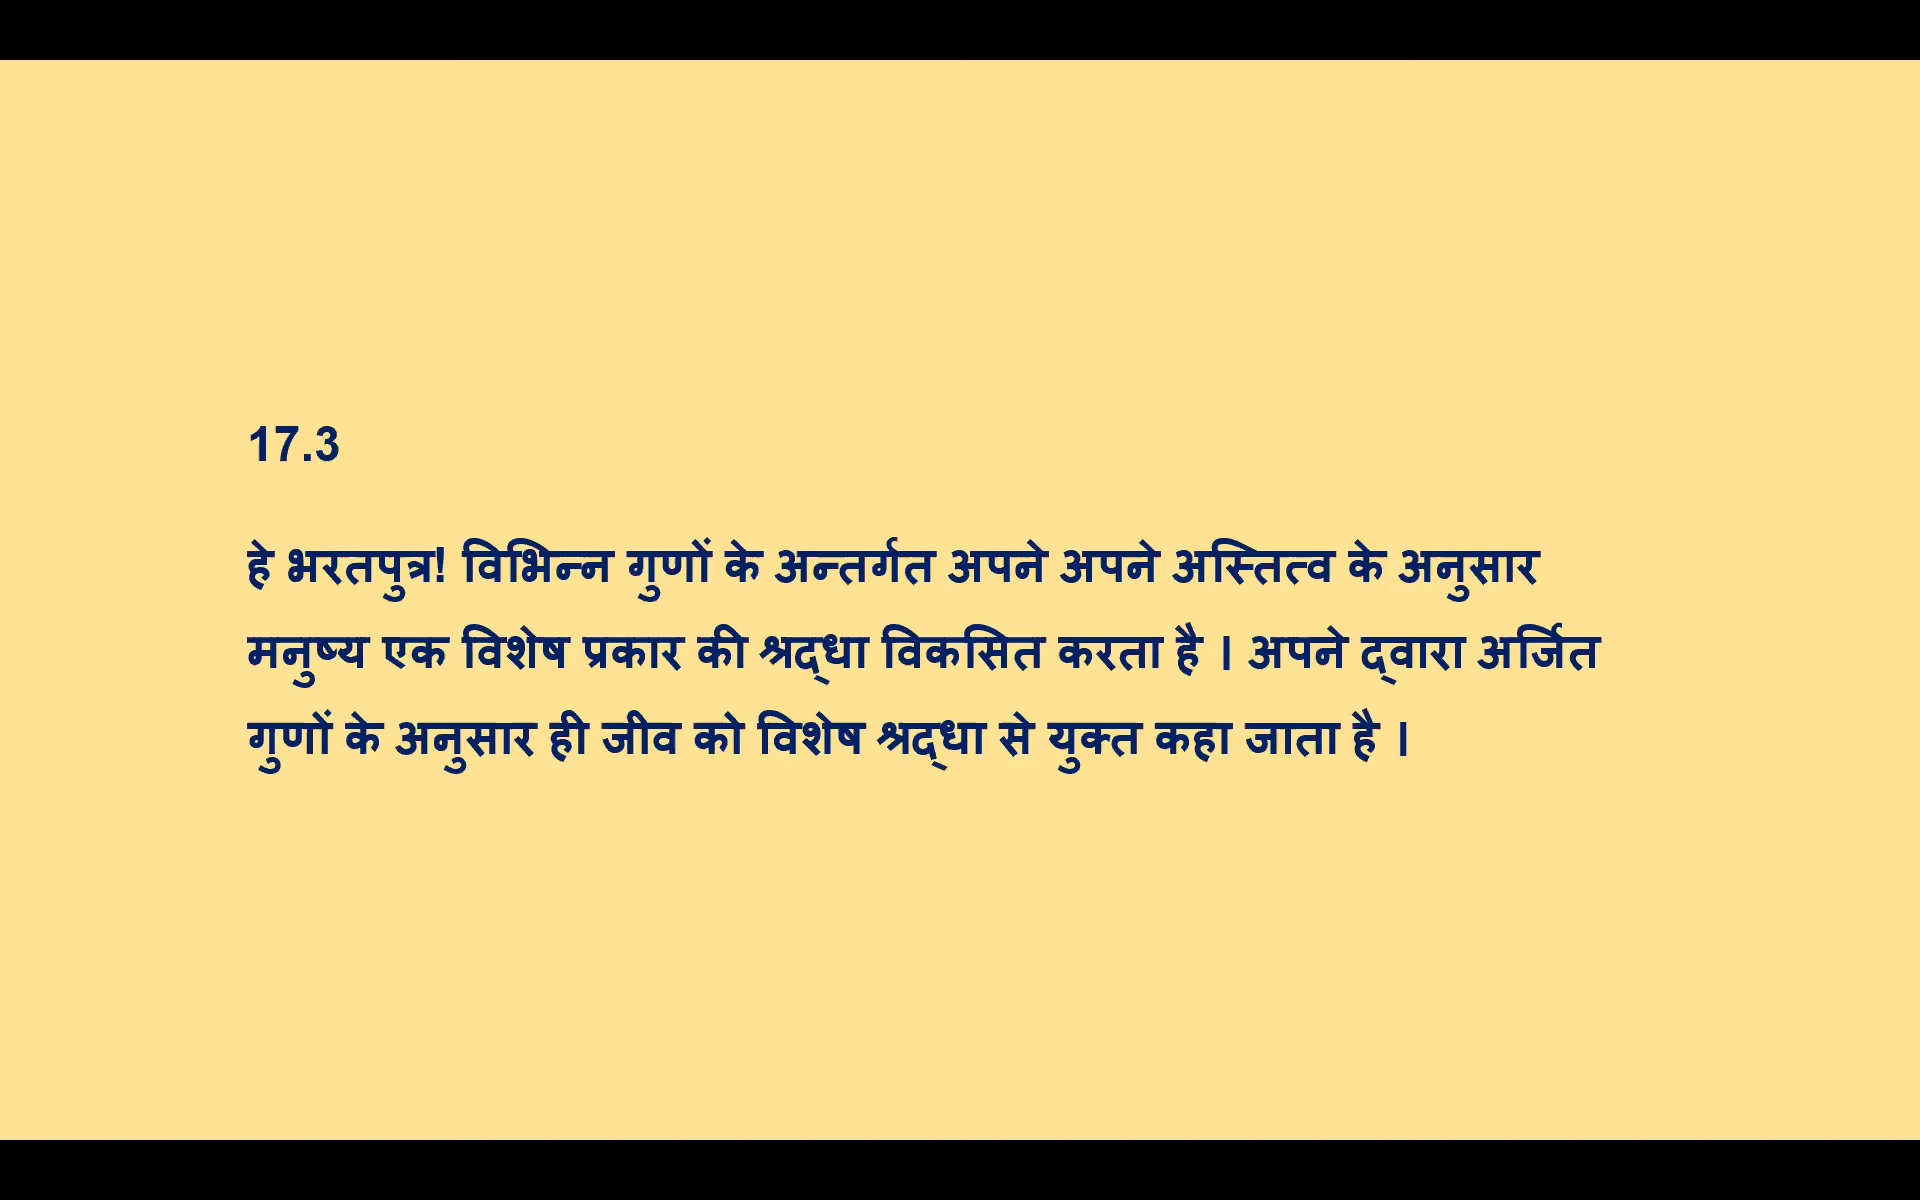 17.3
हे भरतपुत्र! विभिन्न गुणों के अन्तर्गत अपने अपने अस्तित्व के अनुसार
मनुष्य एक विशेष प्रकार की श्रद्धा विकसित करता है । अपने द्वारा अर्जित
गुणों के अनुसार ही जीव को विशेष श्रद्धा से युक्त कहा जाता है ।